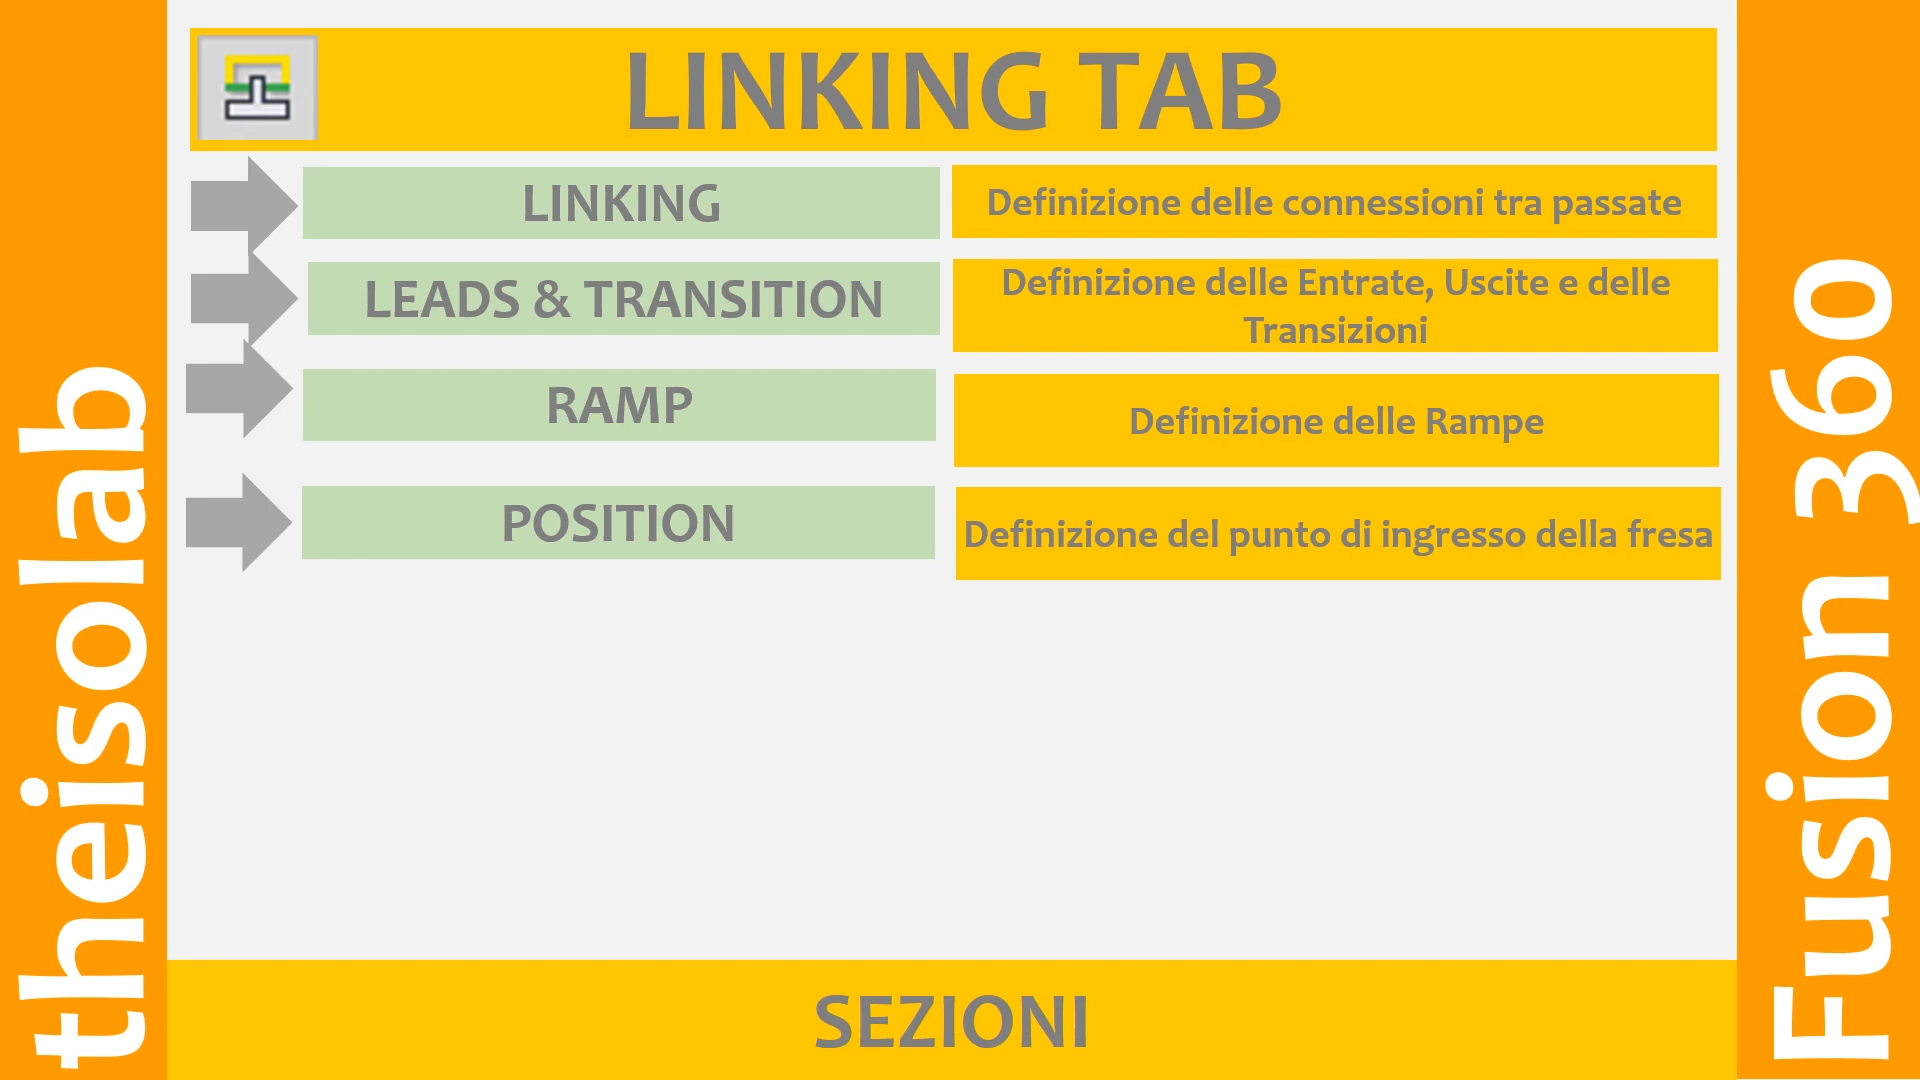 LINKING TAB
LINKING
Definizione delle connessioni tra passate
LEADS & TRANSITION
Definizione delle Entrate, Uscite e delle
Transizioni
RAMP
Definizione delle Rampe
POSITION
Definizione del punto di ingresso della fresa
SEZIONI
theisolab
Fusion 360